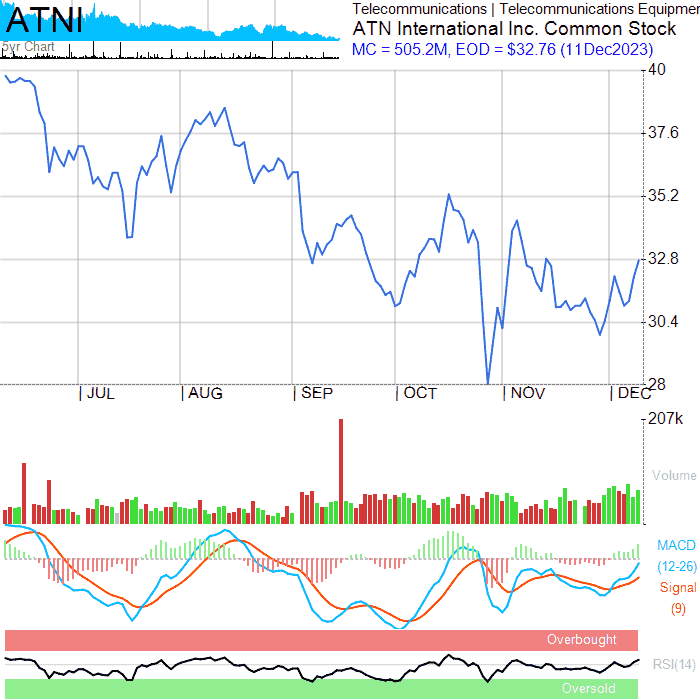 ATNI
5yr Chart
Telecommunications | Telecommunications Equipmen
ATN International Inc. Common Stock
MC = 505.2M, EOD = $32.76 (11Dec2023)
40
37.6
35.2
32.8
30.4
28
| JUL
| AUG
| SEP
| OCT
| NOV
| DEC
207k
Volume
MACD
(12-26)
Signal
(9)
Overbought
RSI(14)
Oversold